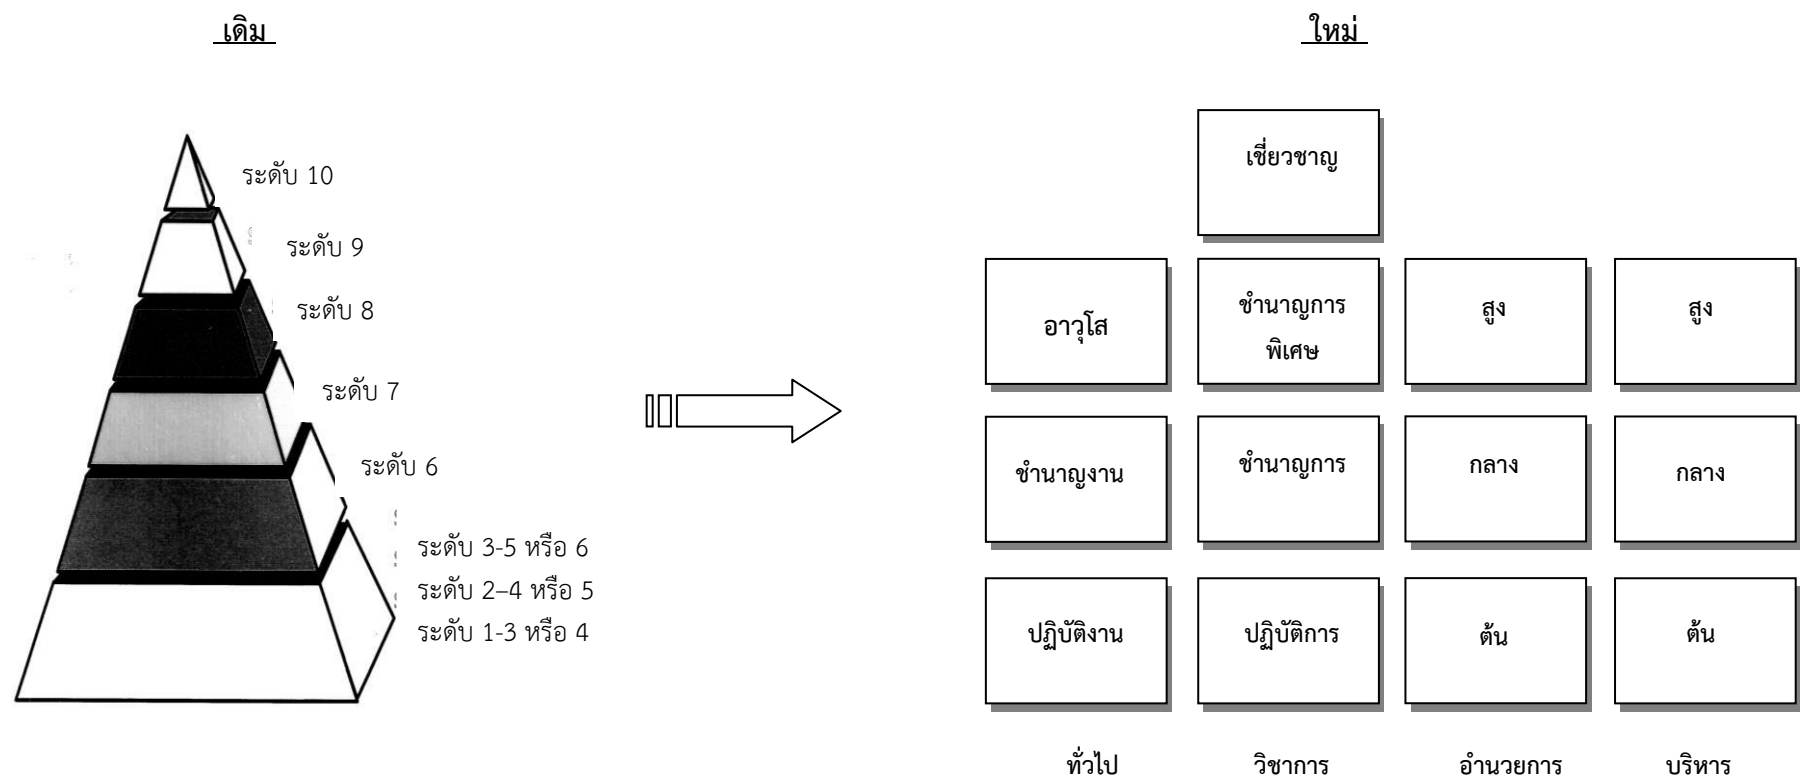 เดิม
ใหม่
ระดับ 10
ระดับ 9
ระดับ 8
ระดับ 7
ระดับ 6
ระดับ 3-5 หรือ 6
ระดับ 2–4 หรือ 5
ระดับ 1-3 หรือ 4
เชี่ยวชาญ
อาวุโส
ชำนาญการ
พิเศษ
สูง
สูง
ชำนาญงาน
ชำนาญการ
กลาง
กลาง
ปฏิบัติงาน
ปฏิบัติการ
ต้น
ต้น
ทั่วไป
วิชาการ
อำนวยการ
บริหาร